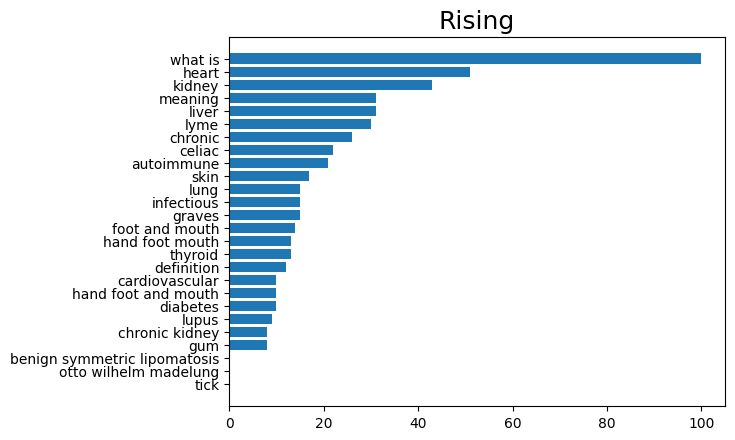 Rising
what is
heart
kidney
meaning
liver
lyme
chronic
celiac
autoimmune
skin
lung
infectious
graves
foot and mouth
hand foot mouth
thyroid
definition
cardiovascular
hand foot and mouth
diabetes
lupus
chronic kidney
gum
benign symmetric lipomatosis
otto wilhelm madelung
tick
0 20 40 60 80 100